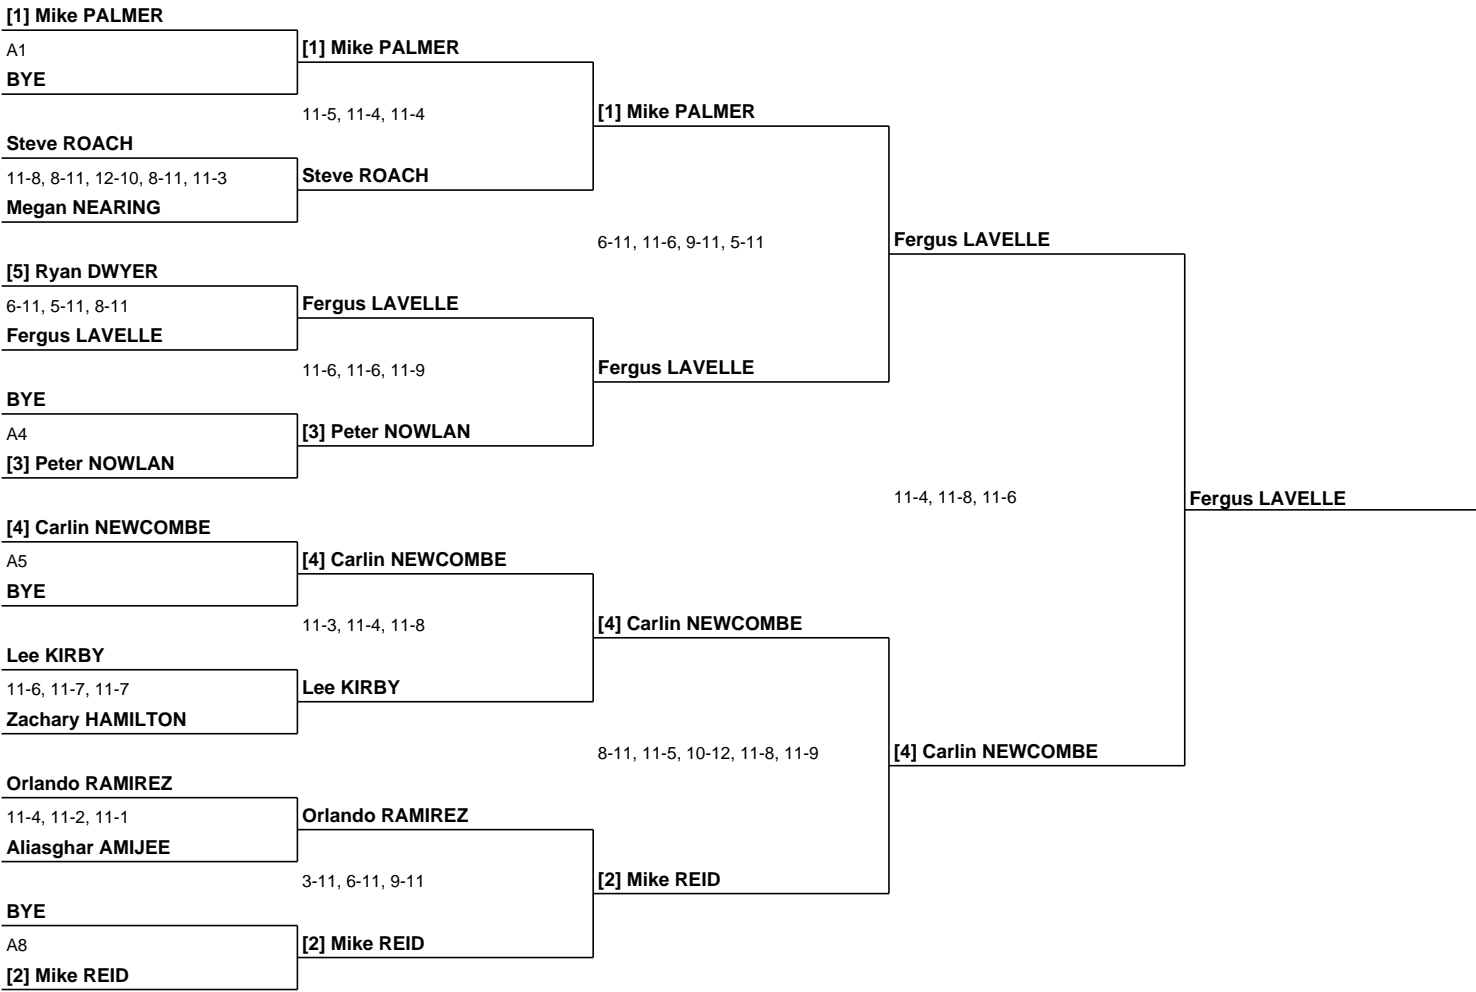 [1] Mike PALMER
A1
BYE
Steve ROACH
11-8, 8-11, 12-10, 8-11, 11-3
Megan NEARING
[5] Ryan DWYER
6-11, 5-11, 8-11
Fergus LAVELLE
BYE
A4
[3] Peter NOWLAN
[4] Carlin NEWCOMBE
A5
BYE
Lee KIRBY
11-6, 11-7, 11-7
Zachary HAMILTON
Orlando RAMIREZ
11-4, 11-2, 11-1
Aliasghar AMIJEE
BYE
A8
[2] Mike REID
[1] Mike PALMER
11-5, 11-4, 11-4
Steve ROACH
Fergus LAVELLE
11-6, 11-6, 11-9
[3] Peter NOWLAN
[4] Carlin NEWCOMBE
11-3, 11-4, 11-8
Lee KIRBY
Orlando RAMIREZ
3-11, 6-11, 9-11
[2] Mike REID
[1] Mike PALMER
6-11, 11-6, 9-11, 5-11
Fergus LAVELLE
[4] Carlin NEWCOMBE
8-11, 11-5, 10-12, 11-8, 11-9
[2] Mike REID
Fergus LAVELLE
11-4, 11-8, 11-6
[4] Carlin NEWCOMBE
Fergus LAVELLE